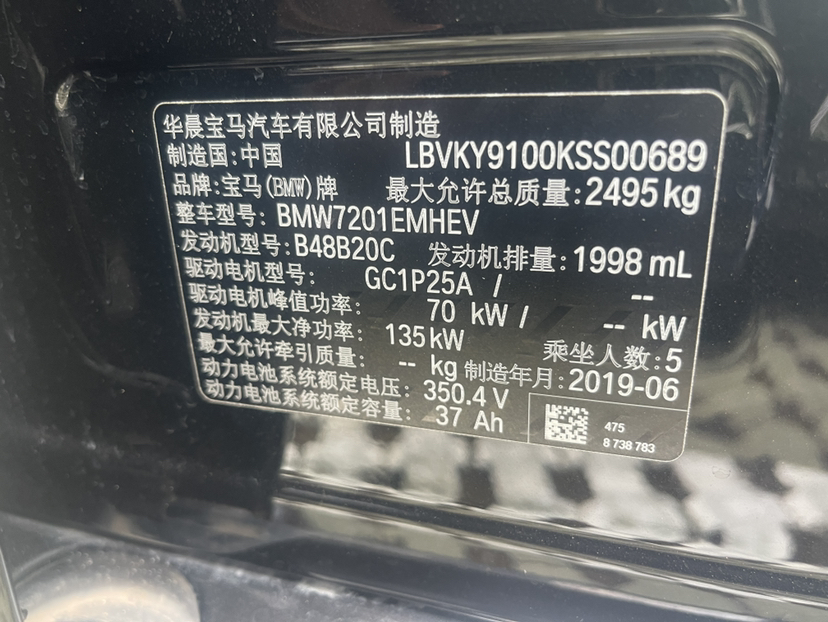 华晨宝马汽车有限公司制造
制造国:中国 LBVKY9100KSS00689
品牌:宝马(BMW)牌 最大允许总质量:2495kg
整车型号:BMW7201EMHEV
发动机型号:B48B20C 发动机排量:1998 mL
驱动电机型号: GC1P25A / --
驱动电机峰值功率: 70 kW / -- kW
发动机最大净功率: 135kW 乘坐人数:5
最大允许牵引质量: -- kg 制造年月:2019-06
动力电池系统额定电压: 350.4 V
动力电池系统额定容量: 37 Ah
475
8 738 783